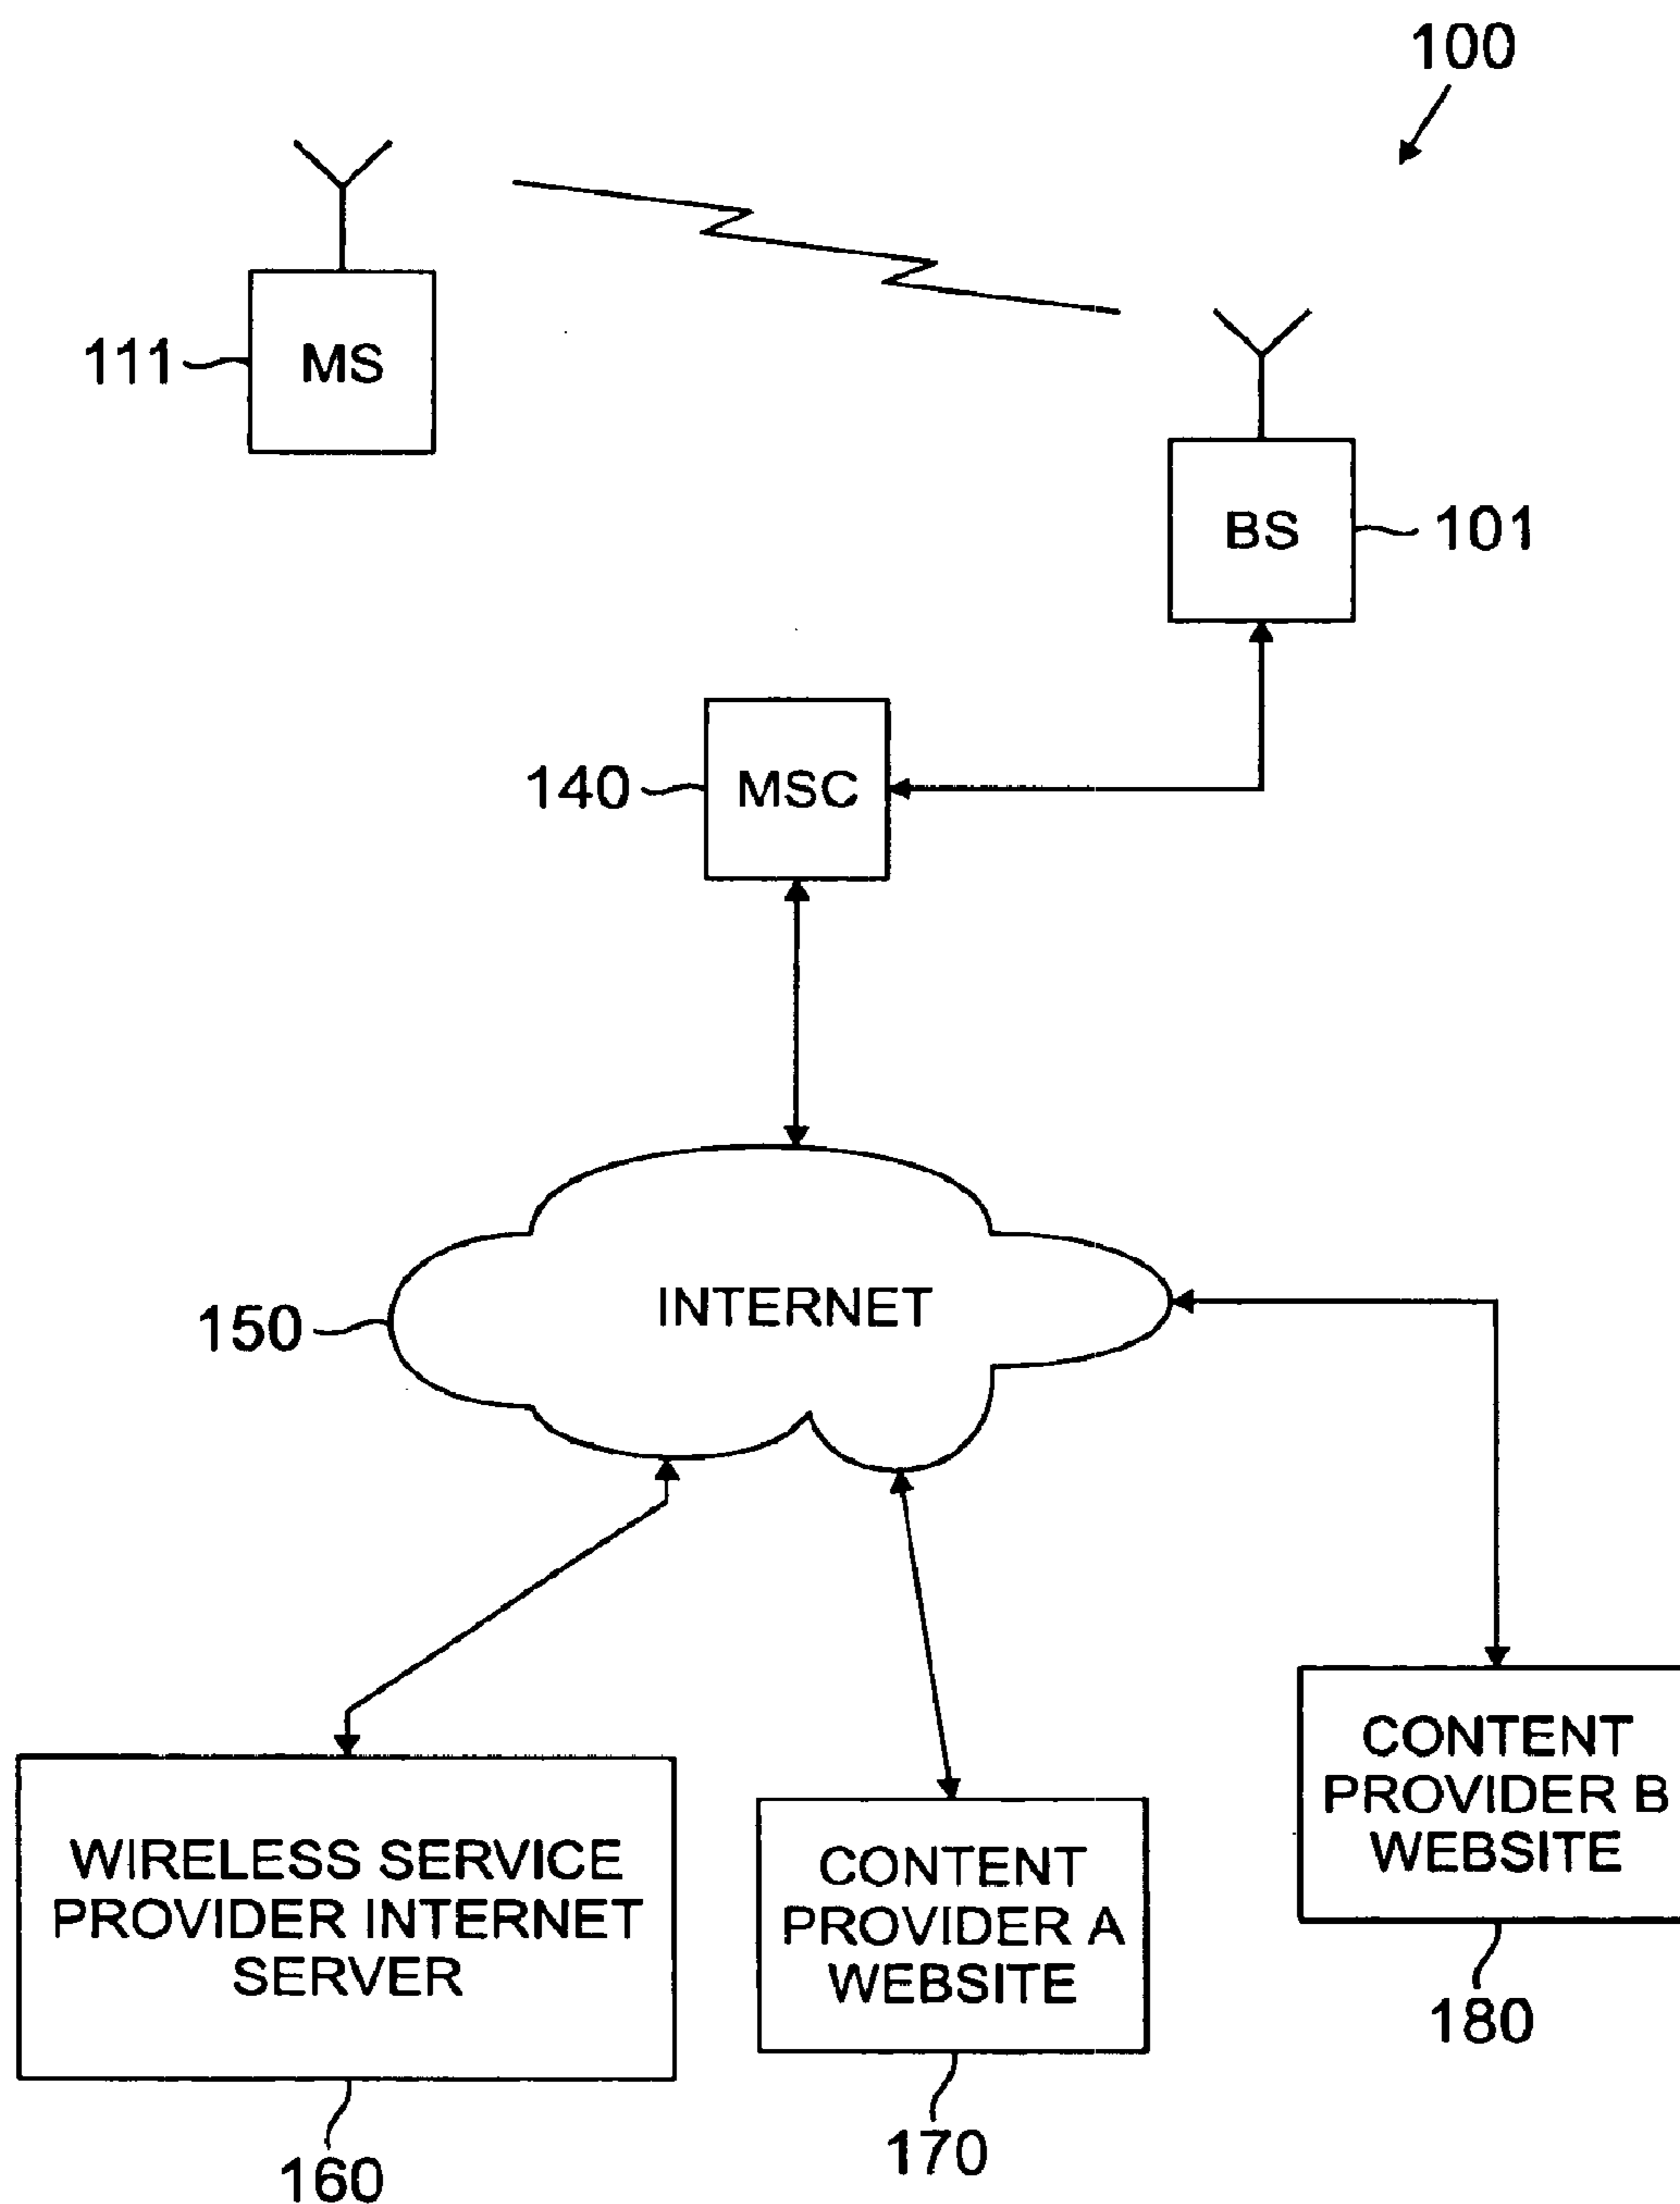 100
111
MS
BS
101
140
MSC
150
INTERNET
WIRELESS SERVICE
PROVIDER INTERNET
SERVER
160
CONTENT
PROVIDER A
WEBSITE
170
CONTENT
PROVIDER B
WEBSITE
180